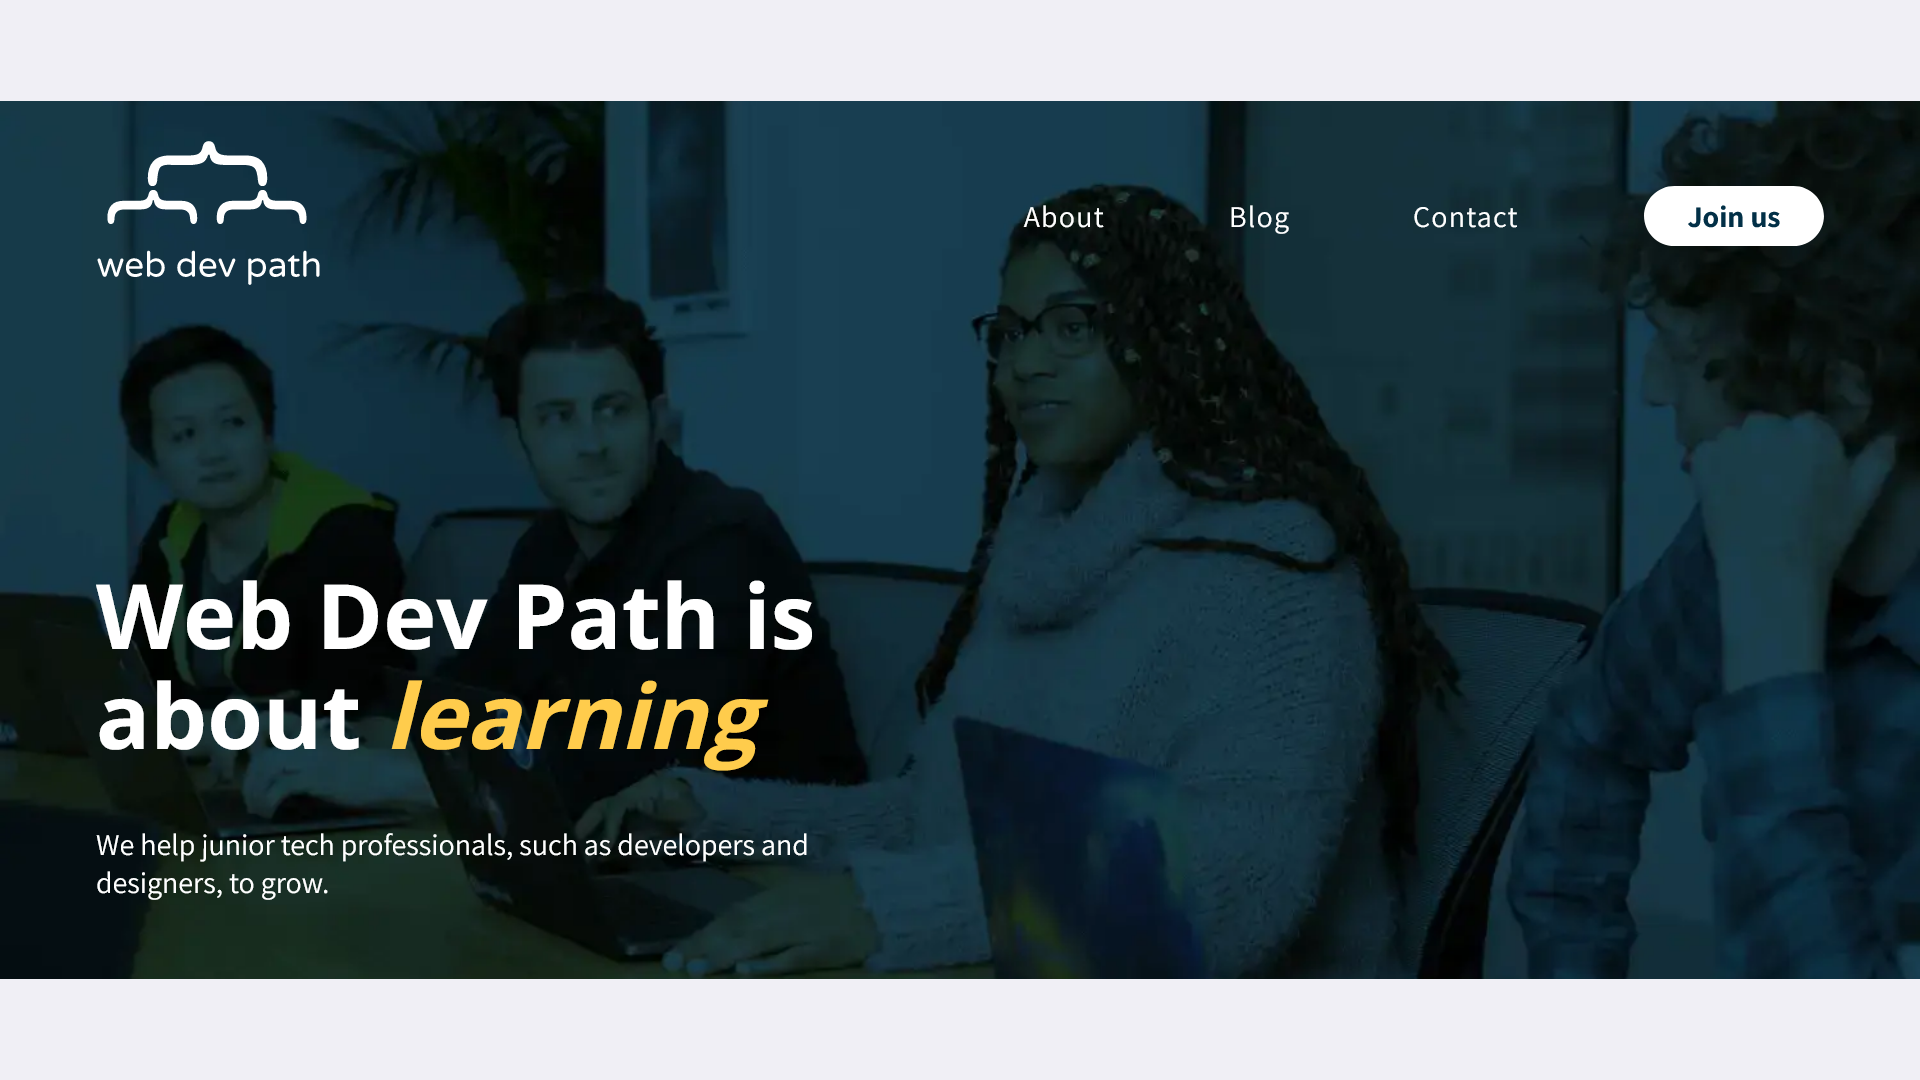 web dev path
About
Blog
Contact
Join us
Web Dev Path is
about learning
We help junior tech professionals, such as developers and
designers, to grow.